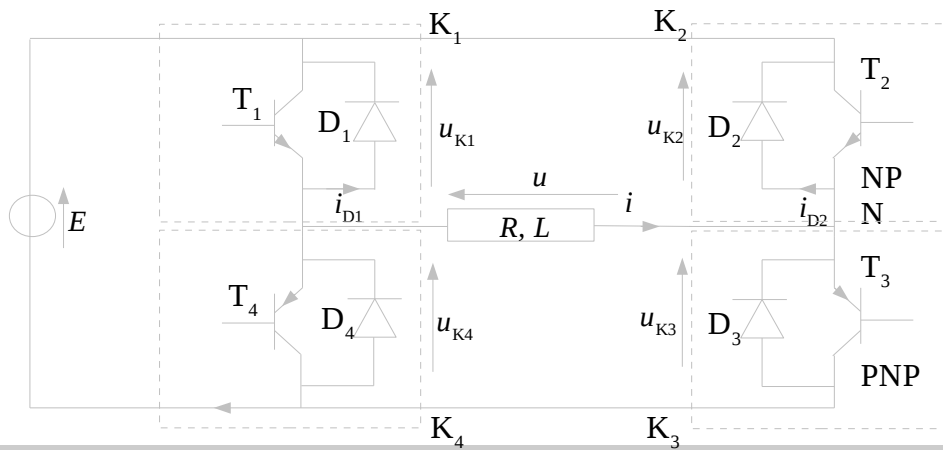 K1 K2
T1 D1 uK1 uK2 D2 T2
NP
N
E iD1 u i iD2
R, L
T4 D4 uK4 uK3 D3 T3
PNP
K4 K3